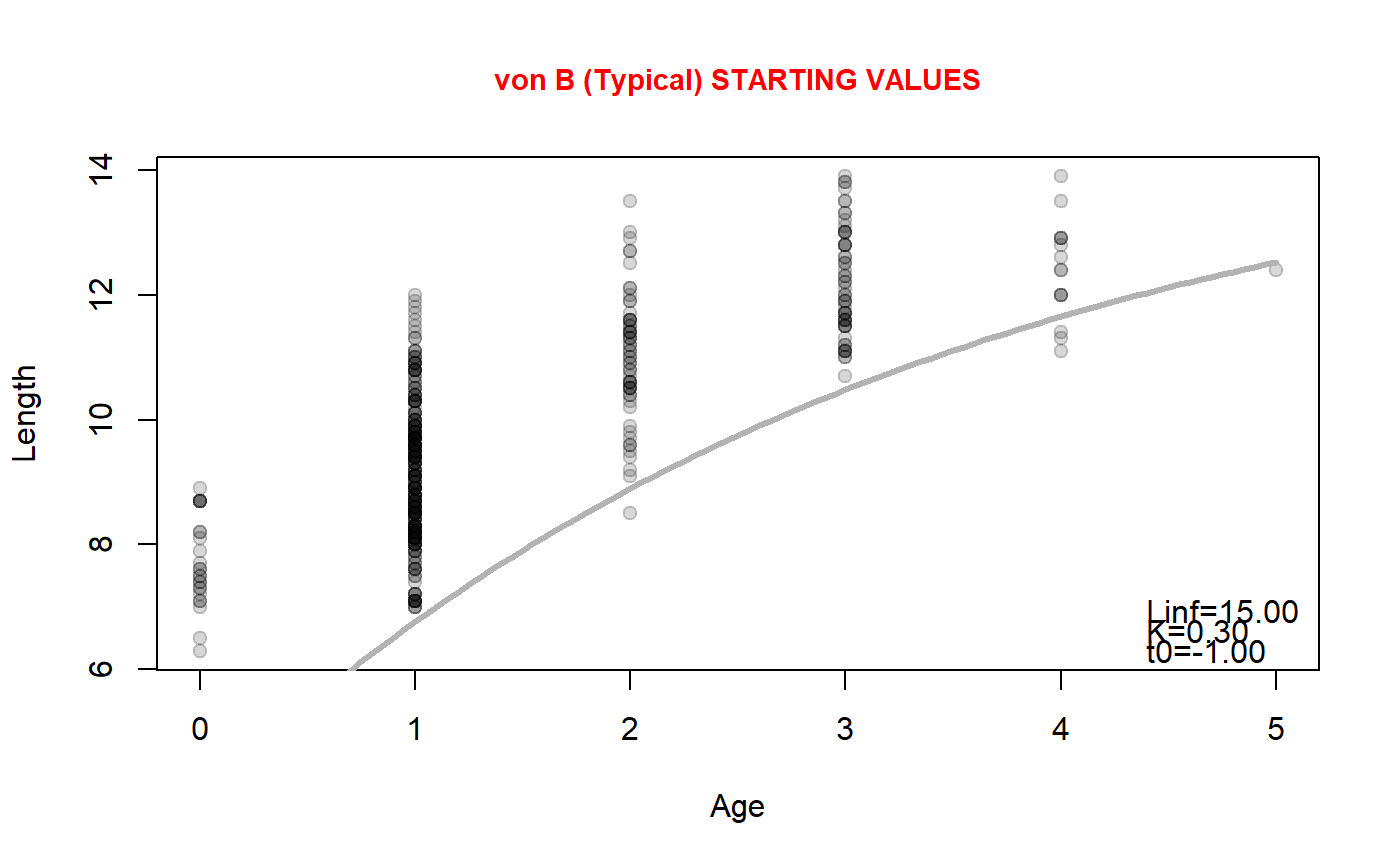 von B (Typical) STARTING VALUES
14
12
10
8
6
Length
Linf=15.00
K=0.30
t0=-1.00
0 1 2 3 4 5
Age